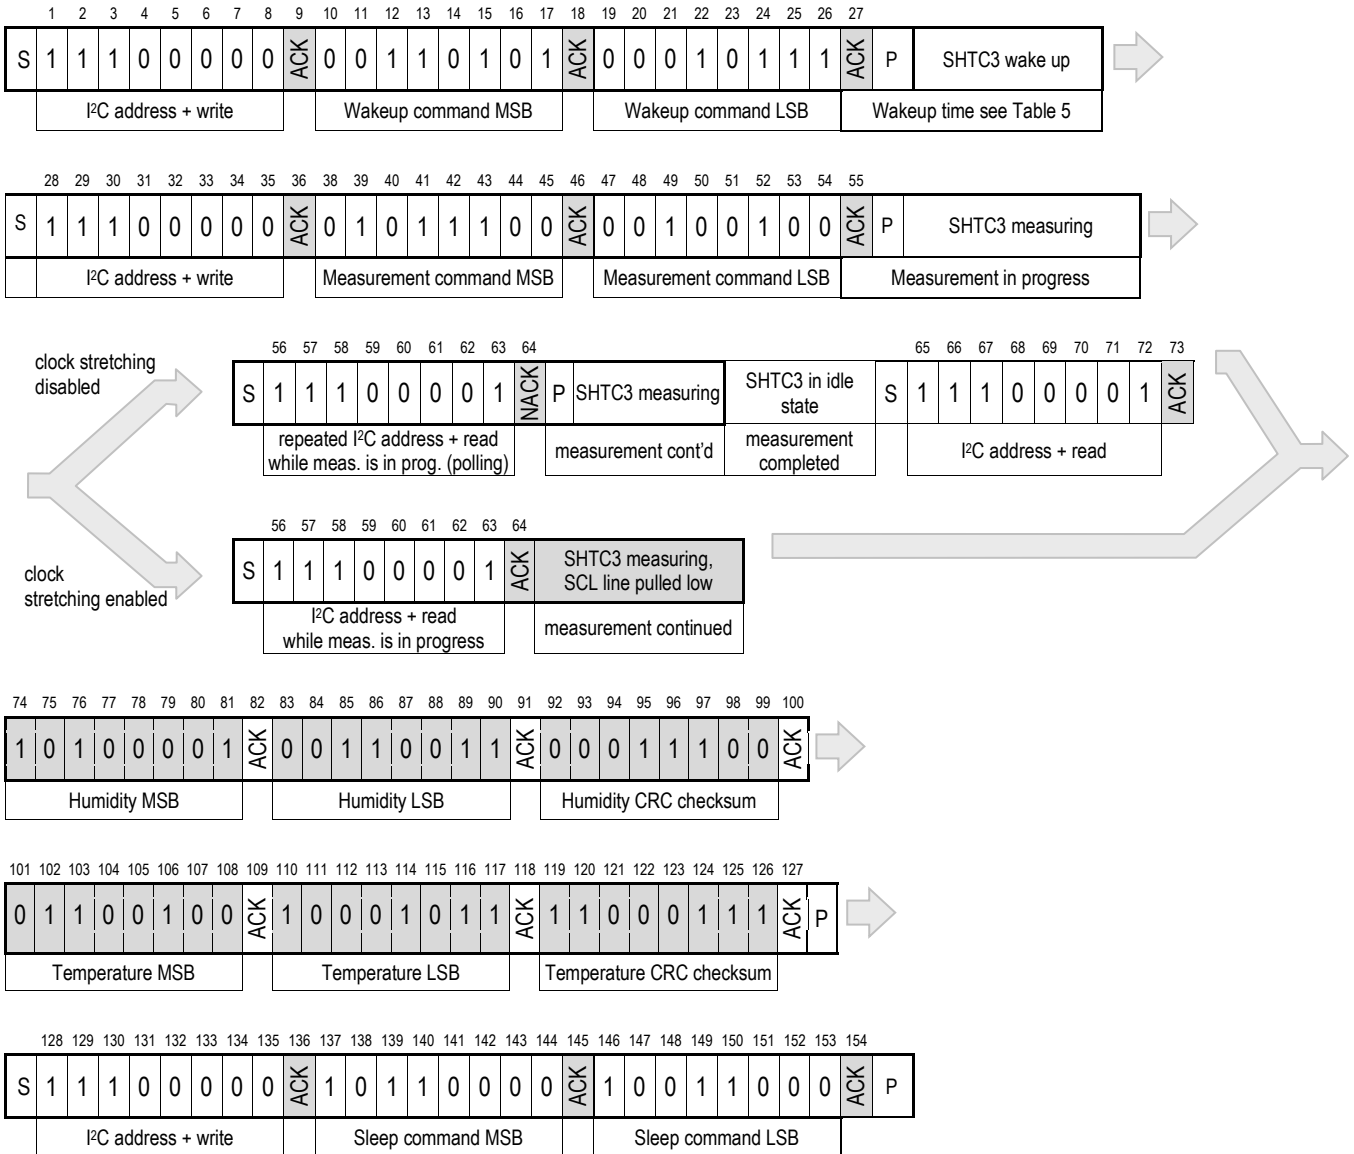 1 2 3 4 5 6 7 8 9 10 11 12 13 14 15 16 17 18 19 20 21 22 23 24 25 26 27
S 1 1 1 0 0 0 0 0 ACK 0 0 1 1 0 1 0 1 ACK 0 0 0 1 0 1 1 1 ACK P SHTC3 wake up
I²C address + write Wakeup command MSB Wakeup command LSB Wakeup time see Table 5
28 29 30 31 32 33 34 35 36 38 39 40 41 42 43 44 45 46 47 48 49 50 51 52 53 54 55
S 1 1 1 0 0 0 0 0 ACK 0 1 0 1 1 1 0 0 ACK 0 0 1 0 0 1 0 0 ACK P SHTC3 measuring
I²C address + write Measurement command MSB Measurement command LSB Measurement in progress
clock stretching
disabled
56 57 58 59 60 61 62 63 64 65 66 67 68 69 70 71 72 73
S 1 1 1 0 0 0 0 1 NACK P SHTC3 measuring SHTC3 in idle
state S 1 1 1 0 0 0 0 1 ACK
repeated I²C address + read
while meas. is in prog. (polling)
measurement cont'd
measurement
completed
I²C address + read
56 57 58 59 60 61 62 63 64
clock
stretching enabled
S 1 1 1 0 0 0 0 1 ACK SHTC3 measuring,
SCL line pulled low
I²C address + read
while meas. is in progress
measurement continued
74 75 76 77 78 79 80 81 82 83 84 85 86 87 88 89 90 91 92 93 94 95 96 97 98 99 100
1 0 1 0 0 0 0 1 ACK 0 0 1 1 0 0 1 1 ACK 0 0 0 1 1 1 0 0 ACK
Humidity MSB Humidity LSB Humidity CRC checksum
101 102 103 104 105 106 107 108 109 110 111 112 113 114 115 116 117 118 119 120 121 122 123 124 125 126 127
0 1 1 0 0 1 0 0 ACK 1 0 0 0 1 0 1 1 ACK 1 1 0 0 0 1 1 1 ACK P
Temperature MSB Temperature LSB Temperature CRC checksum
128 129 130 131 132 133 134 135 136 137 138 139 140 141 142 143 144 145 146 147 148 149 150 151 152 153 154
S 1 1 1 0 0 0 0 0 ACK 1 0 1 1 0 0 0 0 ACK 1 0 0 1 1 0 0 0 ACK P
I²C address + write Sleep command MSB Sleep command LSB